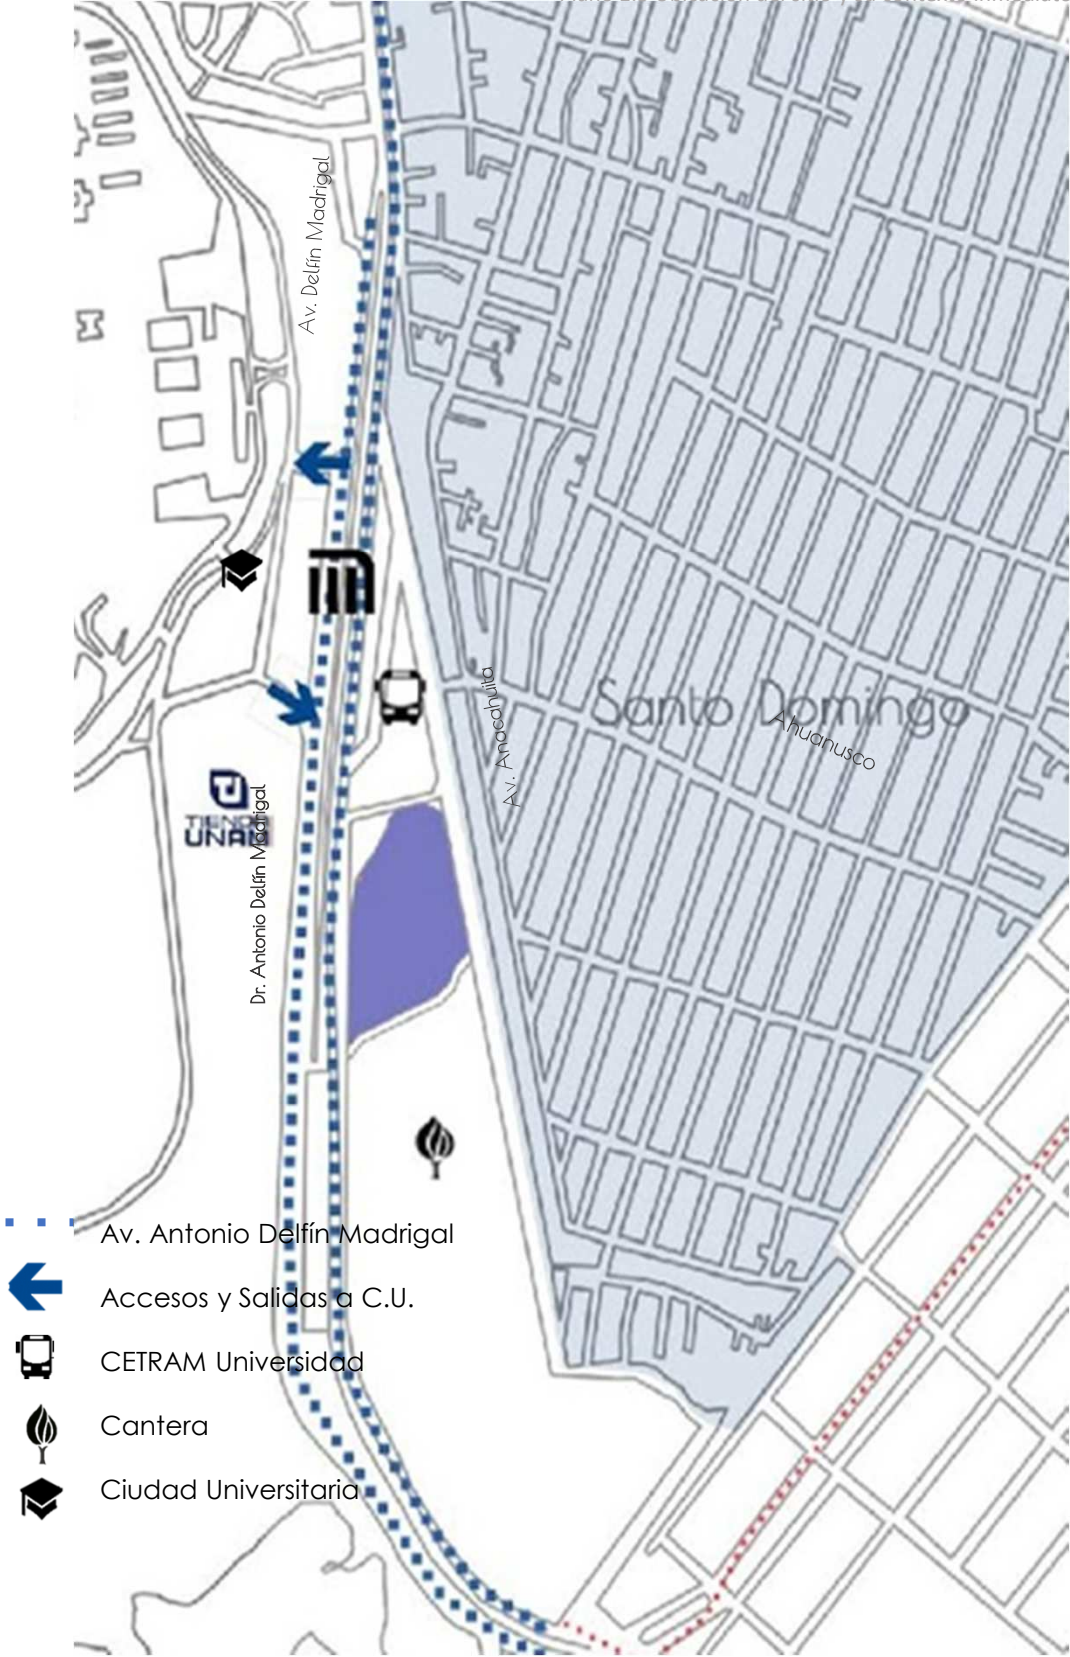 Av. Delfín Madrigal
Santo Domingo
Av. Anacahuita
Ahuanusco
TIENDA
UNAM
Dr. Antonio Delfín Madrigal
Av. Antonio Delfín Madrigal
Accesos y Salidas a C.U.
CETRAM Universidad
Cantera
Ciudad Universitaria